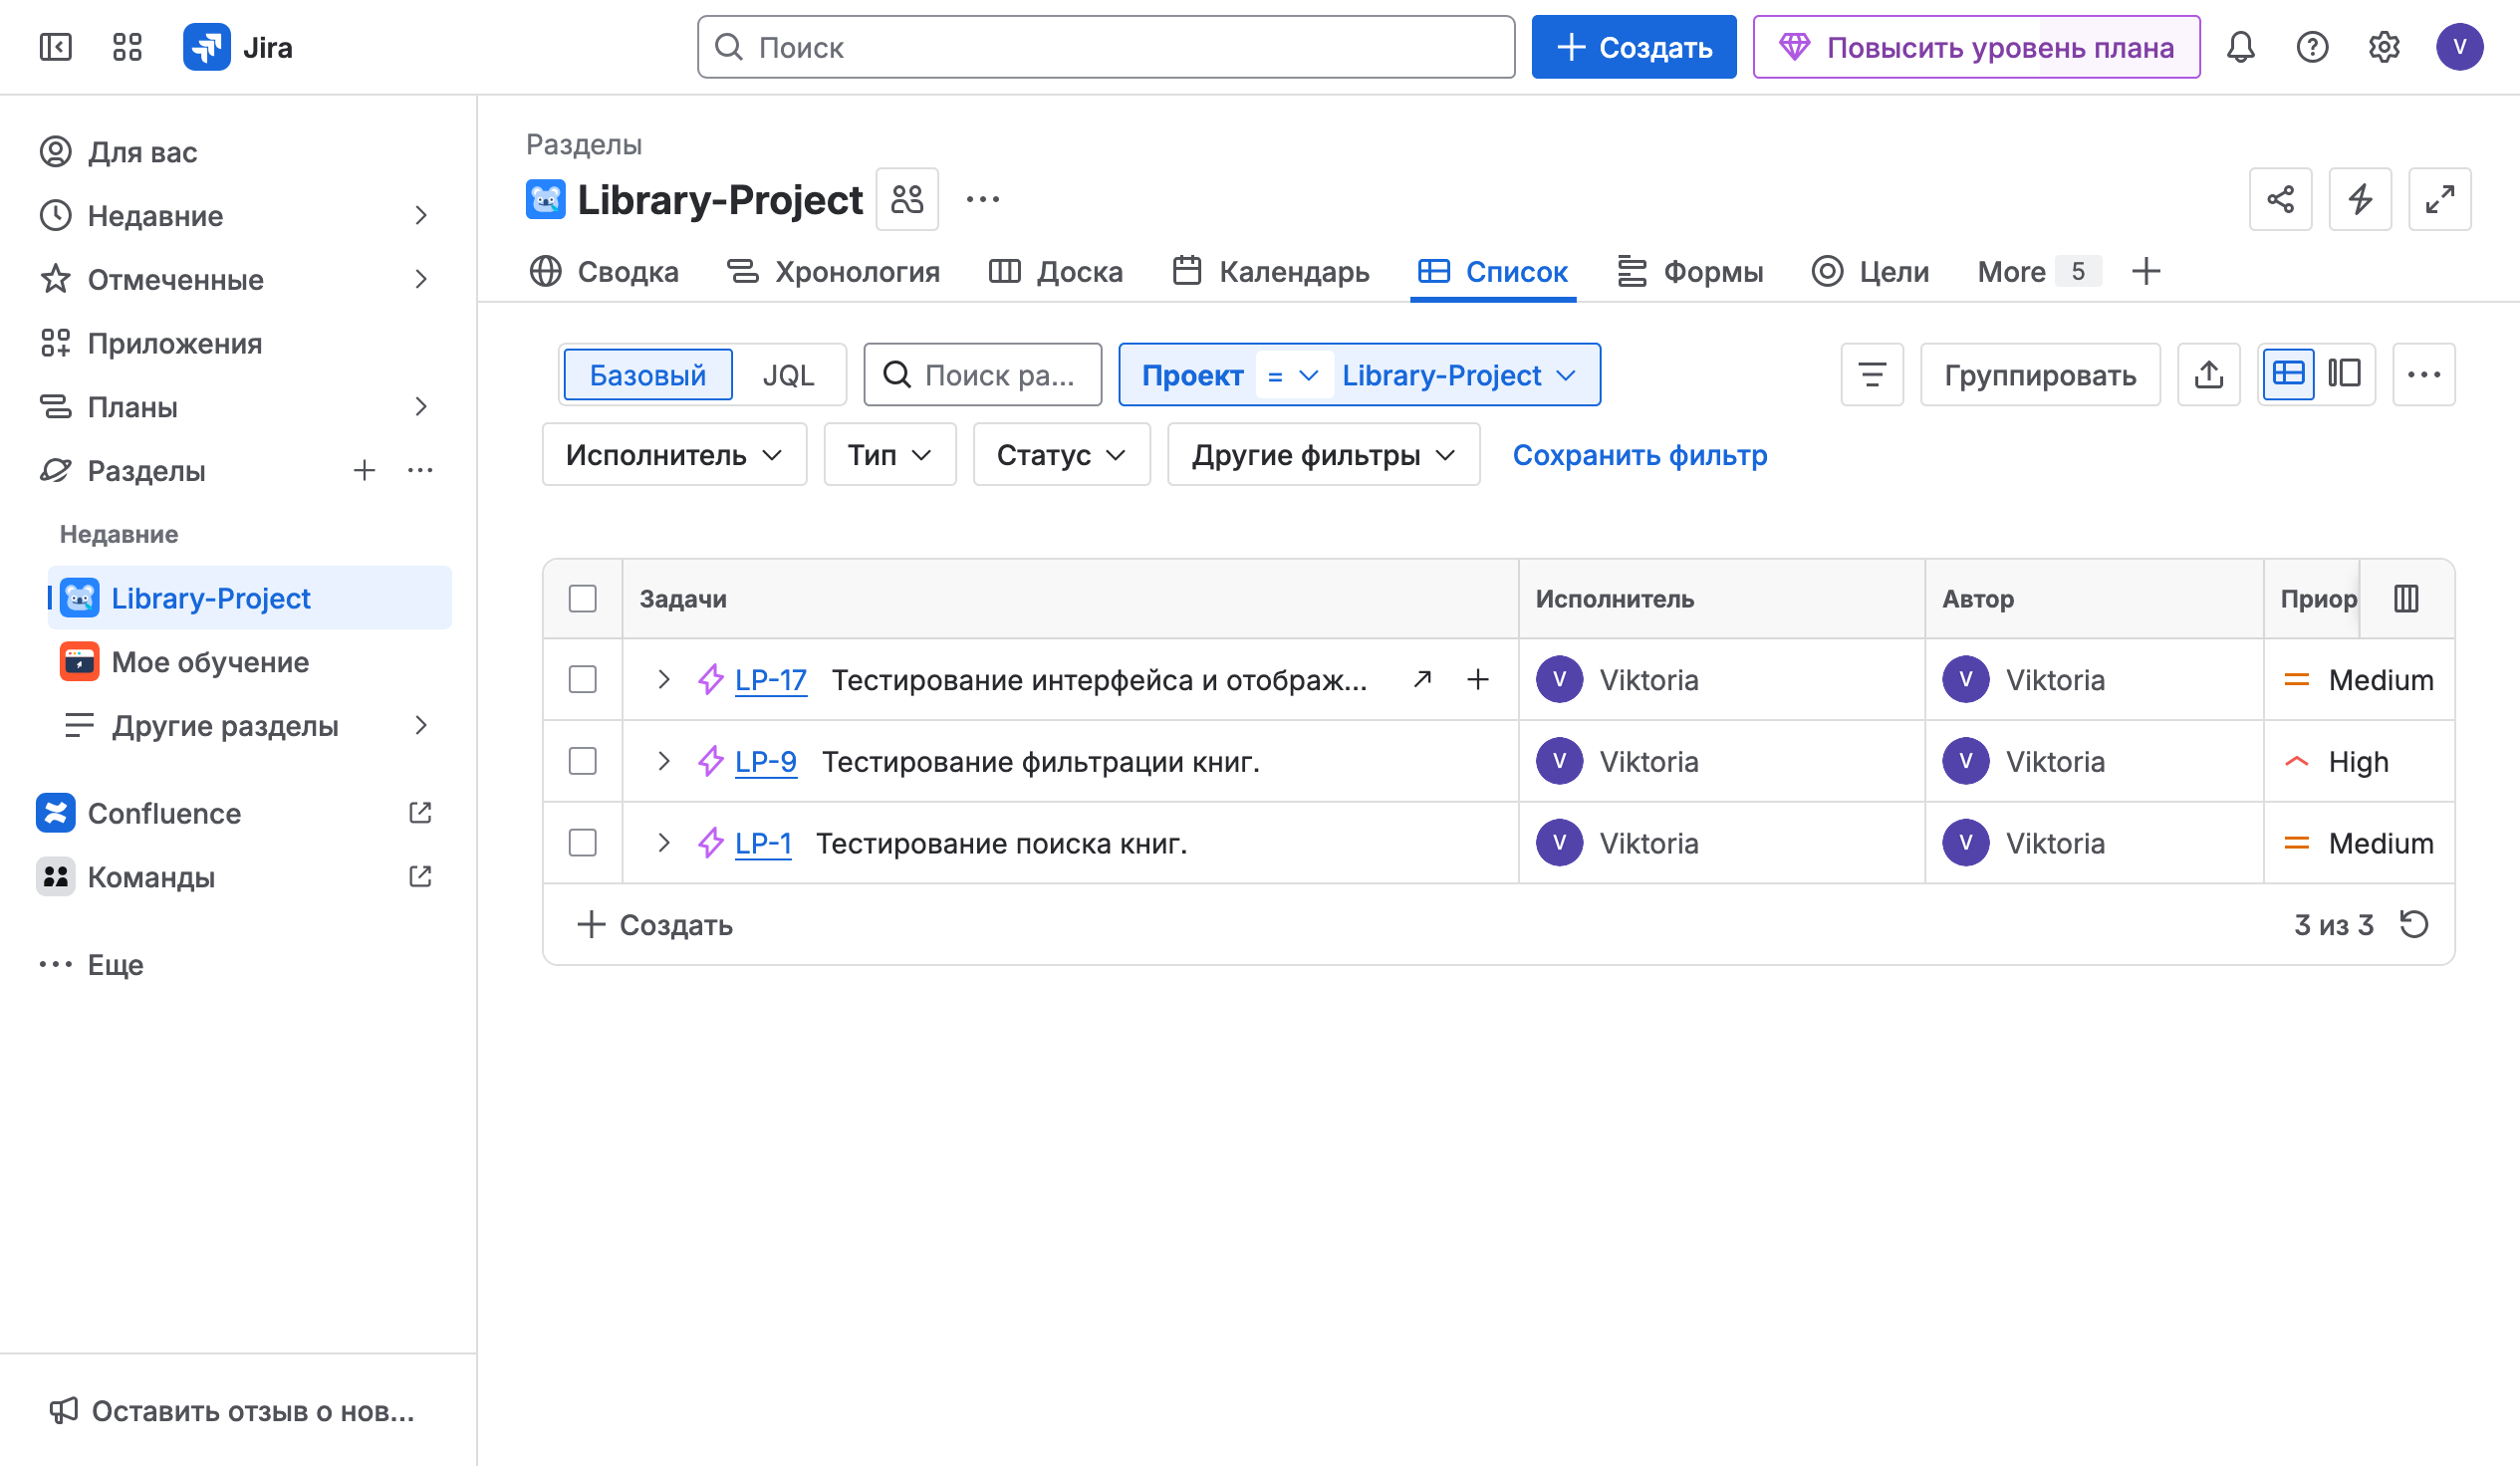 Jira
Поиск
Создать
Повысить уровень плана
V
Для вас
Недавние
Отмеченные
Приложения
Планы
Разделы
Недавние
Library-Project
Мое обучение
Другие разделы
Confluence
Команды
Еще
Оставить отзыв о нов...
Разделы
Library-Project
Сводка Хронология Доска Календарь Список Формы Цели More 5
Базовый JQL Поиск ра... Проект = Library-Project Группировать
Исполнитель Тип Статус Другие фильтры Сохранить фильтр
Задачи Исполнитель Автор Приор
LP-17 Тестирование интерфейса и отображ... V Viktoria V Viktoria Medium
LP-9 Тестирование фильтрации книг. V Viktoria V Viktoria High
LP-1 Тестирование поиска книг. V Viktoria V Viktoria Medium
Создать 3 из 3